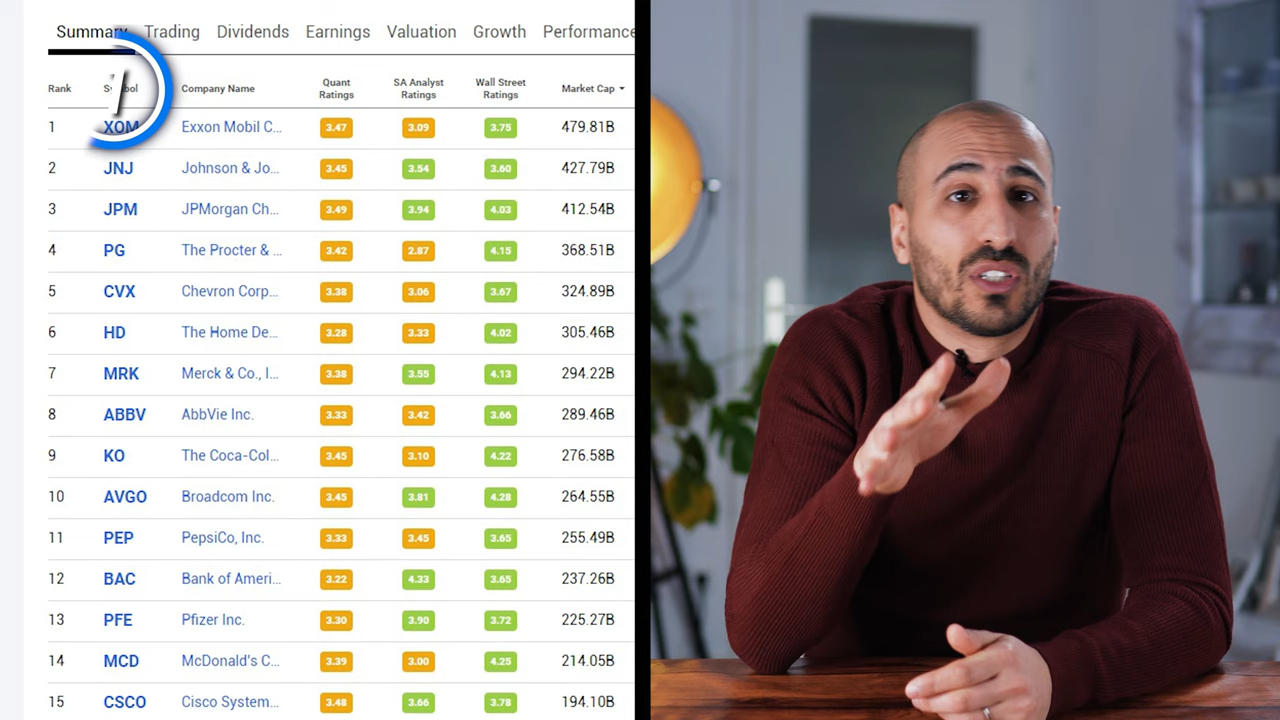 Summary Trading Dividends Earnings Valuation Growth Performance
Rank Symbol Company Name Quant Ratings SA Analyst Ratings Wall Street Ratings Market Cap
1 XOM Exxon Mobil C... 3.47 3.09 3.75 479.81B
2 JNJ Johnson & Jo... 3.45 3.54 3.60 427.79B
3 JPM JPMorgan Ch... 3.49 3.94 4.03 412.54B
4 PG The Procter & ... 3.42 2.87 4.15 368.51B
5 CVX Chevron Corp... 3.38 3.06 3.67 324.89B
6 HD The Home De... 3.28 3.33 4.02 305.46B
7 MRK Merck & Co., I... 3.38 3.55 4.13 294.22B
8 ABBV AbbVie Inc. 3.33 3.42 3.66 289.46B
9 KO The Coca-Col... 3.45 3.10 4.22 276.58B
10 AVGO Broadcom Inc. 3.45 3.81 4.28 264.55B
11 PEP PepsiCo, Inc. 3.33 3.45 3.65 255.49B
12 BAC Bank of Ameri... 3.22 4.33 3.65 237.26B
13 PFE Pfizer Inc. 3.30 3.90 3.72 225.27B
14 MCD McDonald's C... 3.39 3.00 4.25 214.05B
15 CSCO Cisco System... 3.48 3.66 3.78 194.10B